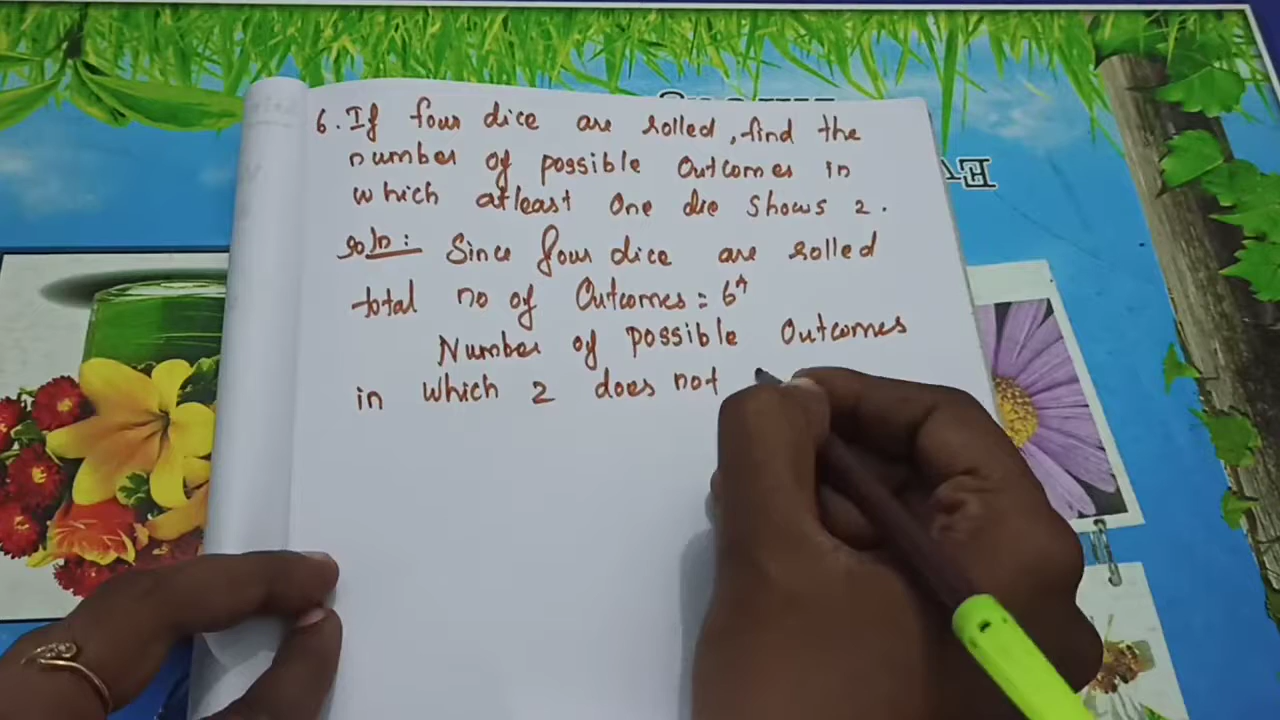 6. If four dice are rolled, find the
number of possible Outcomes in
which atleast One die Shows 2.
Soln: Since four dice are rolled
total no of Outcomes = 6⁴
Number of possible Outcomes
in which 2 does not